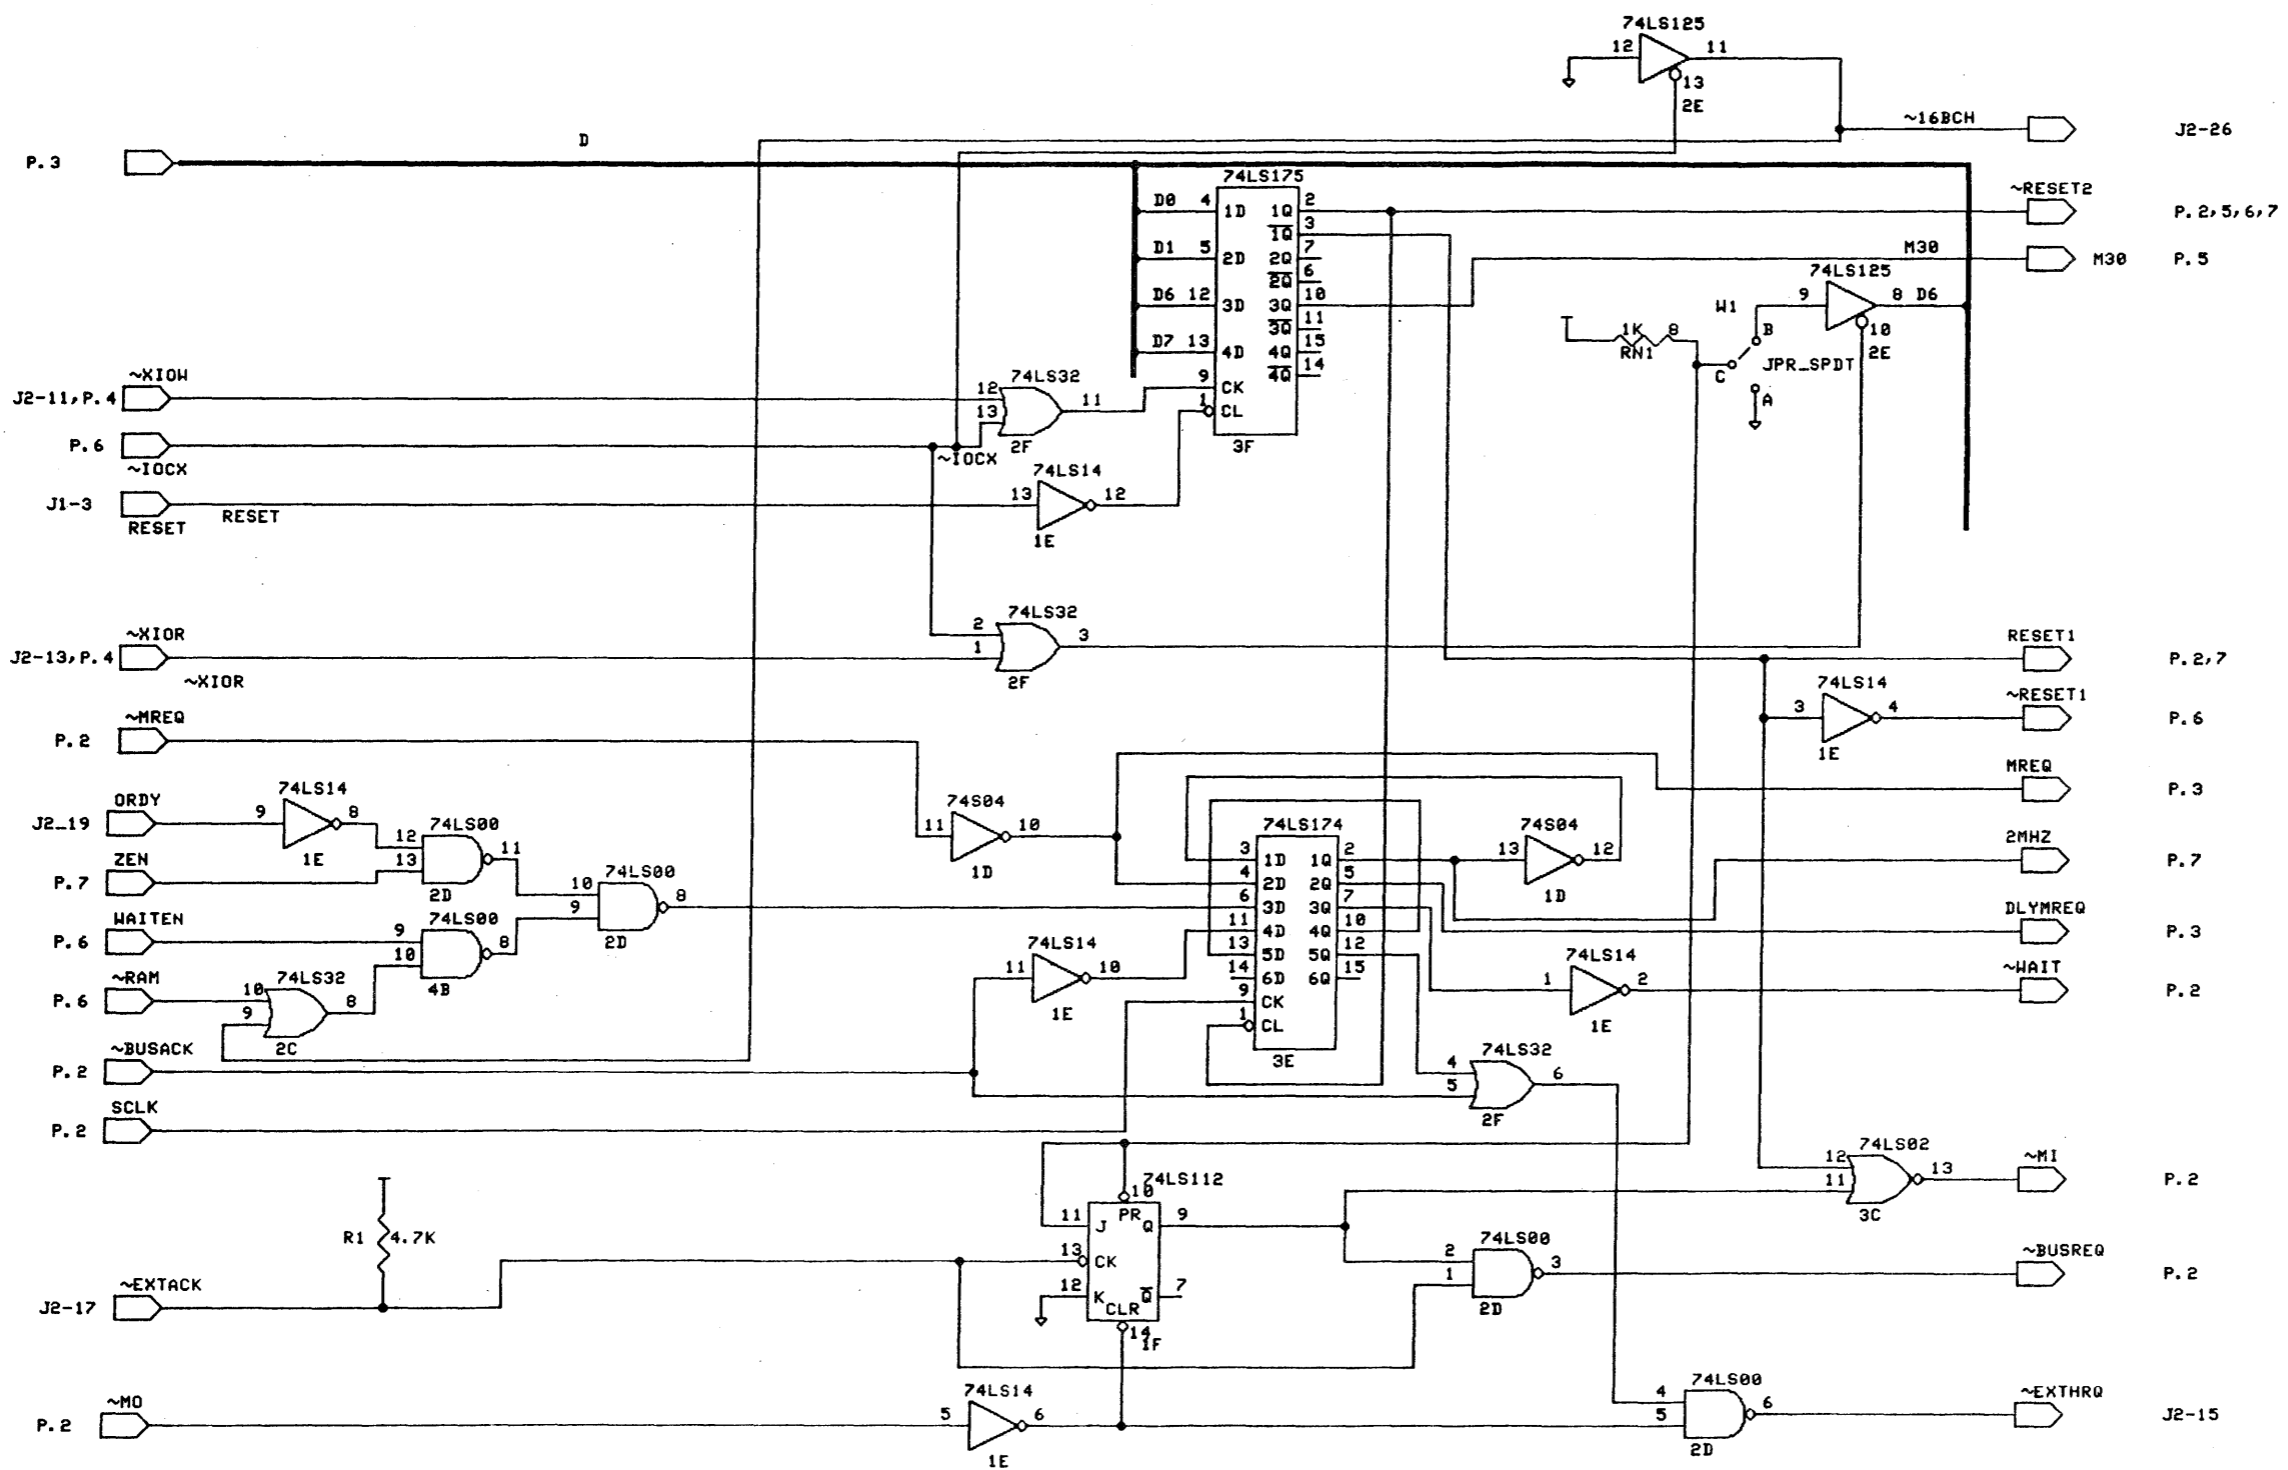 74LS125
12 11
13
2E
~16BCH J2-26
D
P.3
74LS175
~RESET2
D0 4 1D 1Q 2 P.2,5,6,7
1Q 3
D1 5 2D 2Q 7 M30 M30 P.5
2Q 6 74LS125
D6 12 3D 3Q 10 W1 9 8 D6
3Q 11 1K 8 B 10
D7 13 4D 4Q 15 RN1 2E
4Q 14 C JPR_SPDT
A
~XIOW 74LS32 9 CK
J2-11,P.4 12 11 1 CL
13
P.6 2F 3F
~IOCX ~IOCX
74LS14
J1-3 13 12
RESET RESET
1E
74LS32
~XIOR 2 3 RESET1
J2-13,P.4 1 P.2,7
~XIOR 2F
74LS14 ~RESET1
~MREQ 3 4 P.6
P.2 1E
74LS14 MREQ
ORDY 74S04 P.3
J2_19 9 8 74LS00 11 10 74LS174 74S04 2MHZ
1E 12 11 1D 3 1D 1Q 2 13 12 P.7
ZEN 13 74LS00 4 2D 2Q 5 1D
P.7 2D 10 8 6 3D 3Q 7 DLYMREQ
WAITEN 74LS00 9 2D 11 4D 4Q 10 P.3
P.6 9 8 74LS14 13 5D 5Q 12 74LS14 ~WAIT
10 4B 11 10 14 6D 6Q 15 1 2 P.2
~RAM 74LS32 1E 9 CK 1E
P.6 10 8 1 CL
9 2C 3E
~BUSACK 74LS32
P.2 4 6
5
SCLK 2F
P.2
74LS02 ~MI
12 13 P.2
74LS112 11
10 3C
PR
R1 4.7K 11 J Q 9 74LS00 ~BUSREQ
13 CK 2 3 P.2
~EXTACK 12 K Q 7 1
J2-17 CLR 2D
14
1F
74LS14 74LS00 ~EXTHRQ
~MO 4 6 J2-15
P.2 5 6 5
1E 2D